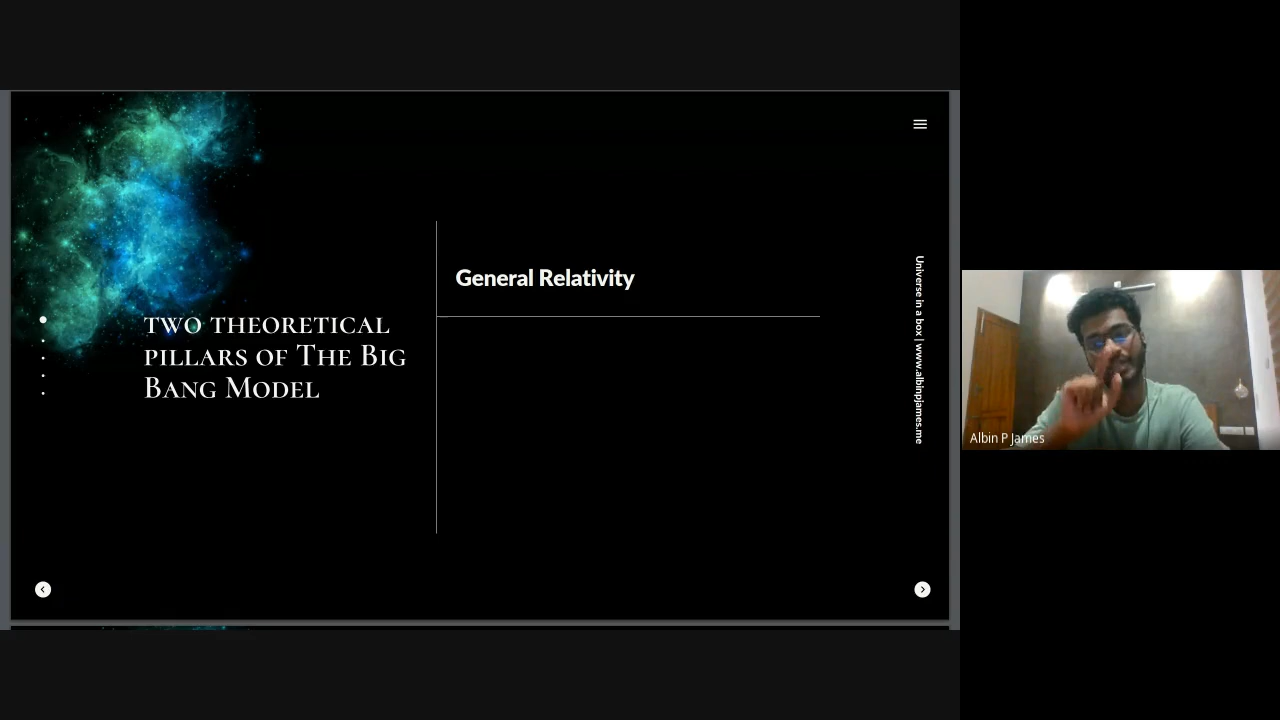 two theoretical
pillars of The Big
Bang Model
General Relativity
Universe in a box | www.albinpjames.me
Albin P James